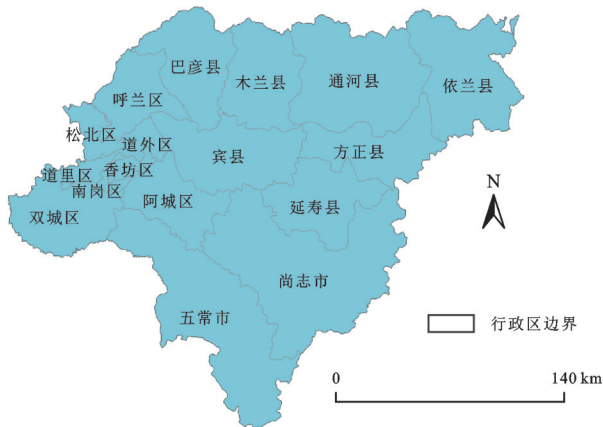 巴彦县
木兰县
通河县
依兰县
呼兰区
松北区
道外区
宾县
方正县
道里区
香坊区
南岗区
阿城区
延寿县
双城区
N
尚志市
五常市
行政区边界
0
140 km